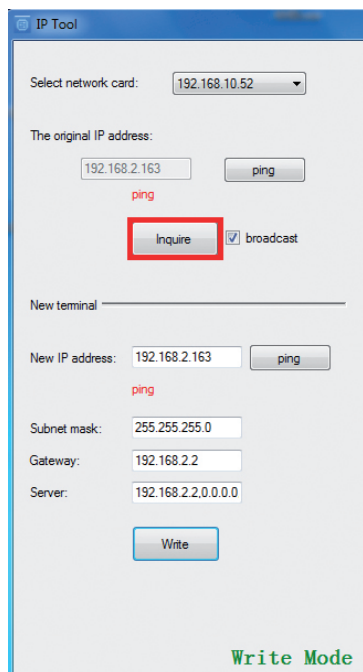 IP Tool
Select network card: 192.168.10.52
The original IP address:
192.168.2.163 ping
ping
Inquire broadcast
New terminal
New IP address: 192.168.2.163 ping
ping
Subnet mask: 255.255.255.0
Gateway: 192.168.2.2
Server: 192.168.2.2,0.0.0.0
Write
Write Mode